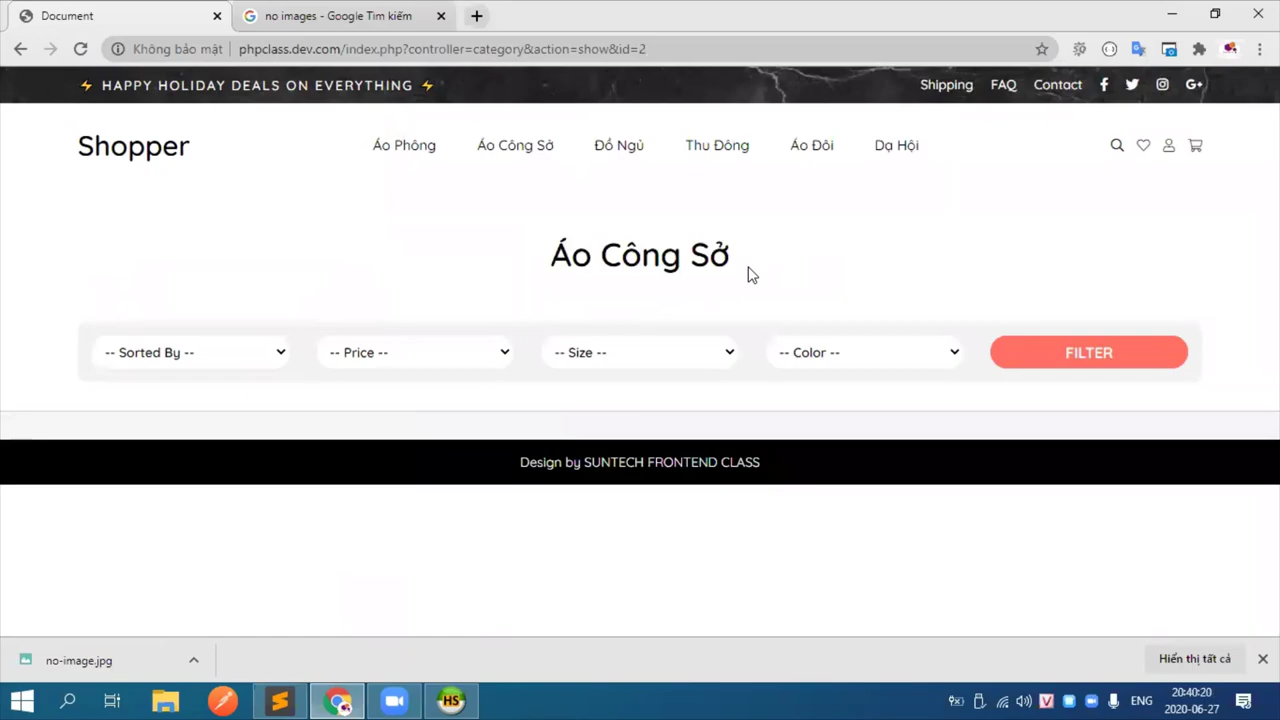 Document
no images - Google Tim kiếm
Không bảo mật
phpclass.dev.com/index.php?controller=category&action=show&id=2
⚡ HAPPY HOLIDAY DEALS ON EVERYTHING ⚡
Shipping FAQ Contact
Shopper
Áo Phông Áo Công Sở Đồ Ngủ Thu Đông Áo Đôi Dạ Hội
Áo Công Sở
-- Sorted By -- -- Price -- -- Size -- -- Color -- FILTER
Design by SUNTECH FRONTEND CLASS
no-image.jpg
Hiển thị tất cả
HS
V
ENG
20:40:20
2020-06-27